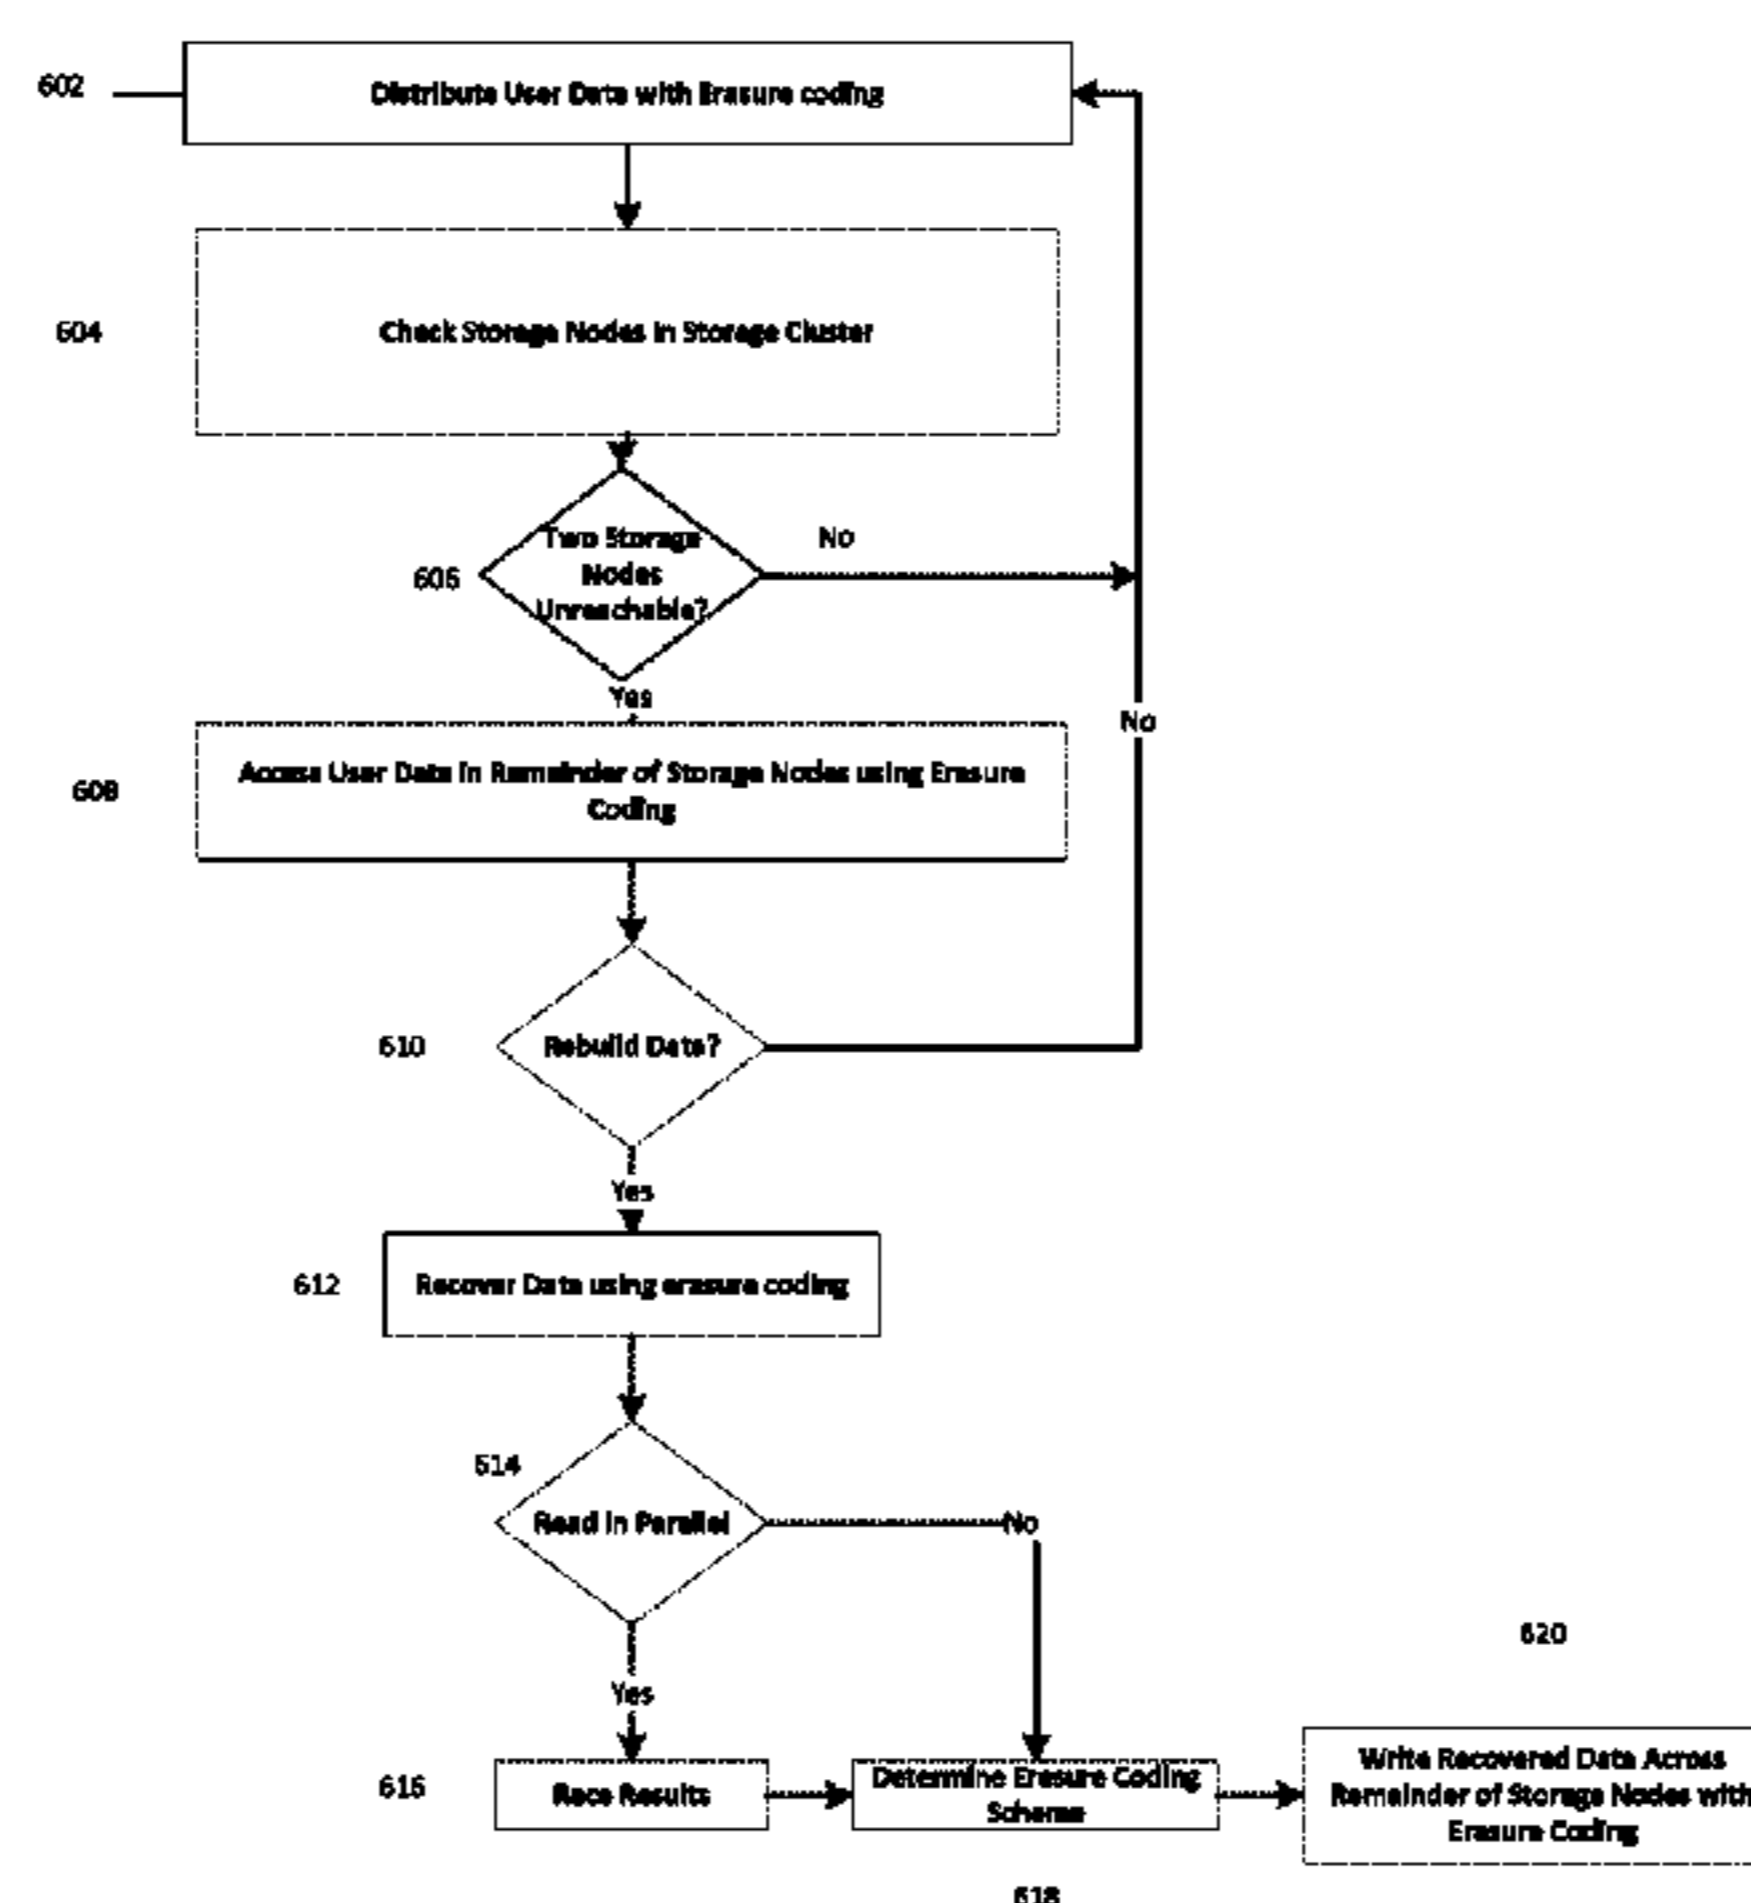 602
Distribute User Data with Erasure coding
604
Check Storage Nodes in Storage Cluster
Two Storage
Nodes
Unreachable?
606
No
Yes
No
608
Access User Data in Remainder of Storage Nodes using Erasure
Coding
610
Rebuild Data?
Yes
612
Recover Data using erasure coding
614
Read in Parallel
No
Yes
620
616
Race Results
Determine Erasure Coding
Scheme
Write Recovered Data Across
Remainder of Storage Nodes with
Erasure Coding
618